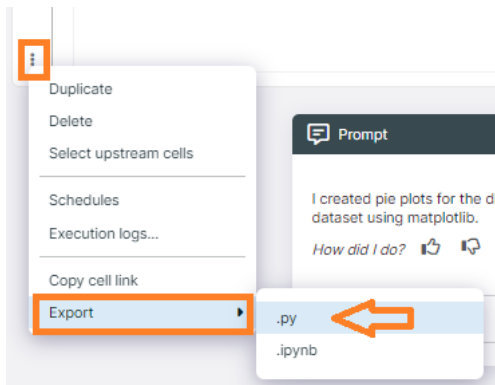 Duplicate
Delete
Select upstream cells
Schedules
Execution logs...
Copy cell link
Export
.py
.ipynb
Prompt
I created pie plots for the d
dataset using matplotlib.
How did I do?